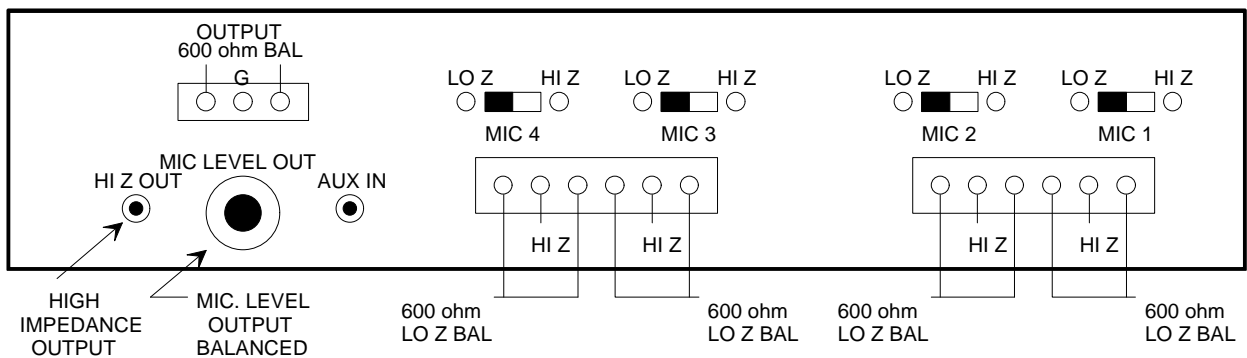 OUTPUT
600 ohm BAL
G
LO Z HI Z LO Z HI Z LO Z HI Z LO Z HI Z
MIC 4 MIC 3 MIC 2 MIC 1
MIC LEVEL OUT
HI Z OUT AUX IN
HI Z HI Z HI Z HI Z
HIGH
IMPEDANCE
OUTPUT
MIC. LEVEL
OUTPUT
BALANCED
600 ohm
LO Z BAL
600 ohm
LO Z BAL
600 ohm
LO Z BAL
600 ohm
LO Z BAL